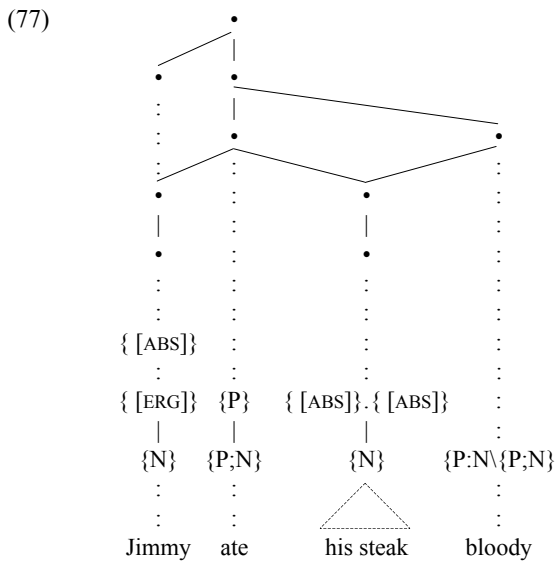 (77)
{ [ABS]}
{ [ERG]} {P} { [ABS]}.{ [ABS]}
{N} {P;N} {N} {P:N\{P;N}
Jimmy ate his steak bloody